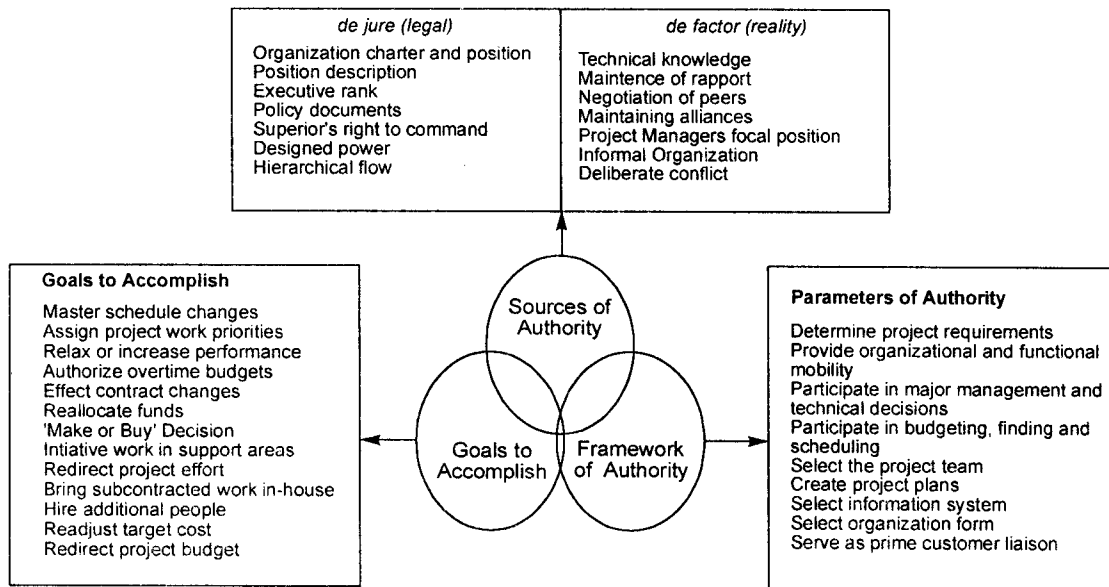 de jure (legal)
Organization charter and position
Position description
Executive rank
Policy documents
Superior's right to command
Designed power
Hierarchical flow
de factor (reality)
Technical knowledge
Maintence of rapport
Negotiation of peers
Maintaining alliances
Project Managers focal position
Informal Organization
Deliberate conflict
Goals to Accomplish
Master schedule changes
Assign project work priorities
Relax or increase performance
Authorize overtime budgets
Effect contract changes
Reallocate funds
'Make or Buy' Decision
Intiative work in support areas
Redirect project effort
Bring subcontracted work in-house
Hire additional people
Readjust target cost
Redirect project budget
Sources of
Authority
Goals to
Accomplish
Framework
of Authority
Parameters of Authority
Determine project requirements
Provide organizational and functional
mobility
Participate in major management and
technical decisions
Participate in budgeting, finding and
scheduling
Select the project team
Create project plans
Select information system
Select organization form
Serve as prime customer liaison